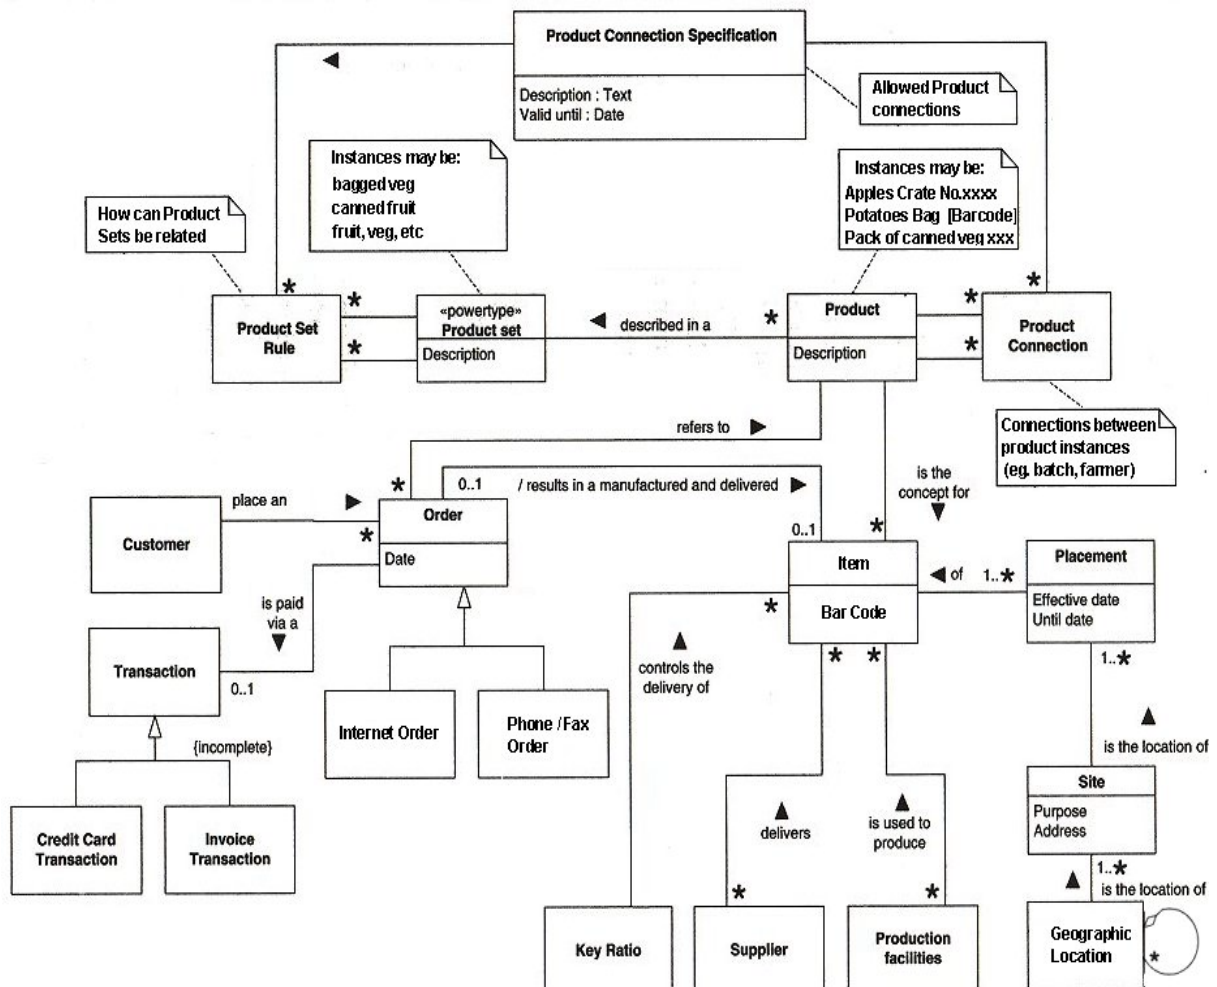 Product Connection Specification
Description : Text
Valid until : Date
Allowed Product
connections
Instances may be:
bagged veg
canned fruit
fruit, veg, etc
Instances may be:
Apples Crate No.xxxx
Potatoes Bag [Barcode]
Pack of canned veg xxx
How can Product
Sets be related
*
*
Product Set
Rule
*
*
«powertype»
Product set
Description
described in a
*
Product
Description
*
*
Product
Connection
Connections between
product instances
(eg. batch, farmer)
refers to
*
0..1
/ results in a manufactured and delivered
0..1
is the
concept for
*
Customer
place an
*
Order
Date
Item
Bar Code
of
1..*
Placement
Effective date
Until date
is paid
via a
0..1
Transaction
{incomplete}
Credit Card
Transaction
Invoice
Transaction
Internet Order
Phone / Fax
Order
*
controls the
delivery of
*
*
1..*
is the location of
Site
Purpose
Address
delivers
is used to
produce
1..*
is the location of
*
*
Key Ratio
Supplier
Production
facilities
Geographic
Location
*